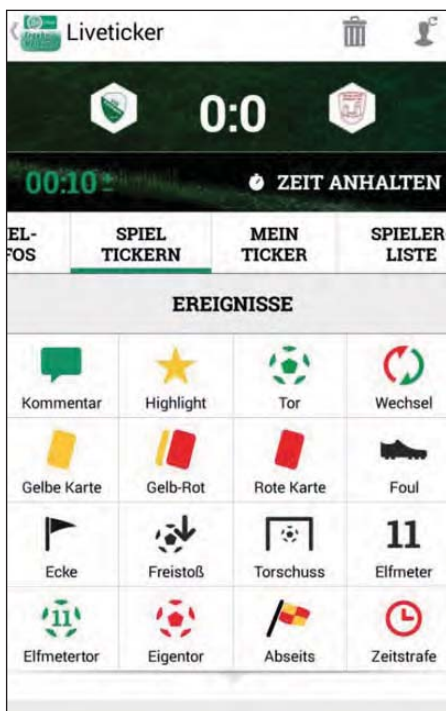 Liveticker
0:0
00:10 ±
ZEIT ANHALTEN
EL-
FOS
SPIEL
TICKERN
MEIN
TICKER
SPIELER
LISTE
EREIGNISSE
Kommentar
Highlight
Tor
Wechsel
Gelbe Karte
Gelb-Rot
Rote Karte
Foul
Ecke
Freistoß
Torschuss
11
Elfmeter
11
Elfmetertor
Eigentor
Abseits
Zeitstrafe